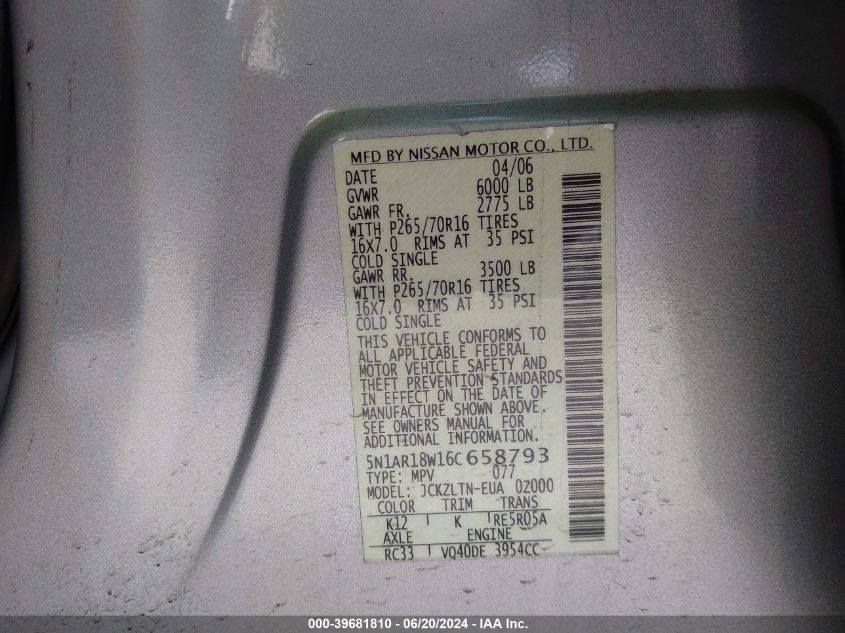 MFD BY NISSAN MOTOR CO., LTD.
DATE 04/06
GVWR 6000 LB
GAWR FR. 2775 LB
WITH P265/70R16 TIRES
16X7.0 RIMS AT 35 PSI
COLD SINGLE
GAWR RR. 3500 LB
WITH P265/70R16 TIRES
16X7.0 RIMS AT 35 PSI
COLD SINGLE
THIS VEHICLE CONFORMS TO
ALL APPLICABLE FEDERAL
MOTOR VEHICLE SAFETY AND
THEFT PREVENTION STANDARDS
IN EFFECT ON THE DATE OF
MANUFACTURE SHOWN ABOVE.
SEE OWNERS MANUAL FOR
ADDITIONAL INFORMATION.
5N1AR18W16C658793
TYPE: MPV 077
MODEL: JCKZLTN-EUA 0Z000
COLOR TRIM TRANS
K12 K RE5R05A
AXLE ENGINE
RC33 VQ40DE 3954CC
000-39681810 / 06/20/2024 - IAA Inc.